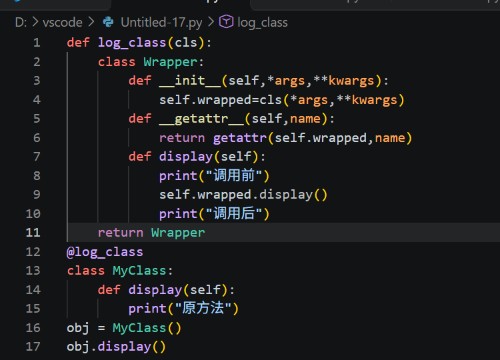 D: > vscode > Untitled-17.py > log_class
1 def log_class(cls):
2     class Wrapper:
3         def __init__(self,*args,**kwargs):
4             self.wrapped=cls(*args,**kwargs)
5         def __getattr__(self,name):
6             return getattr(self.wrapped,name)
7         def display(self):
8             print("调用前")
9             self.wrapped.display()
10             print("调用后")
11     return Wrapper
12 @log_class
13 class MyClass:
14     def display(self):
15         print("原方法")
16 obj = MyClass()
17 obj.display()